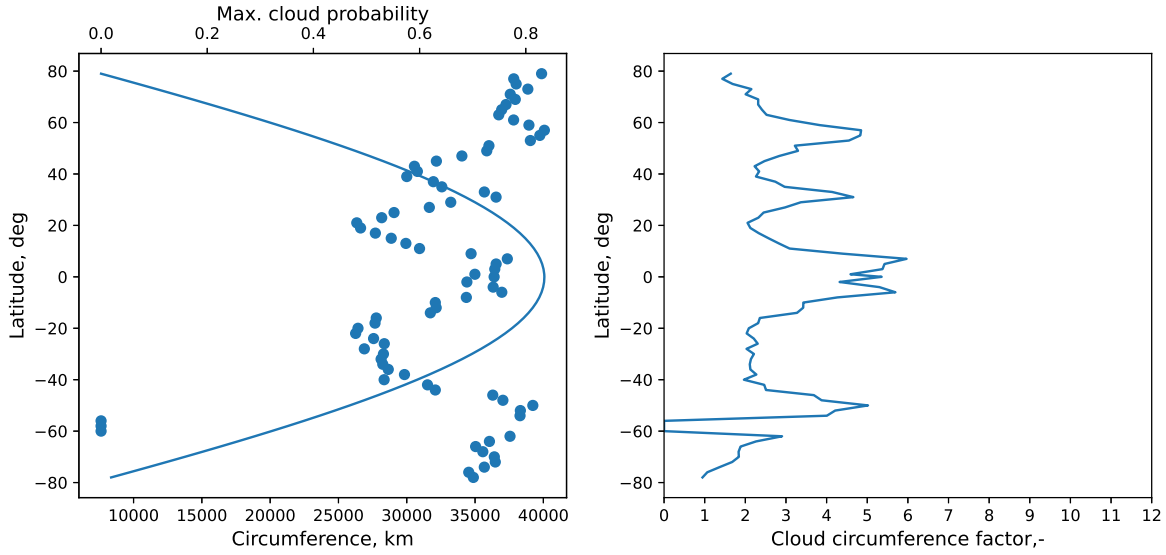 Max. cloud probability
0.0 0.2 0.4 0.6 0.8
Latitude, deg
80
60
40
20
0
−20
−40
−60
−80
10000 15000 20000 25000 30000 35000 40000
Circumference, km
Latitude, deg
80
60
40
20
0
−20
−40
−60
−80
0 1 2 3 4 5 6 7 8 9 10 11 12
Cloud circumference factor,-